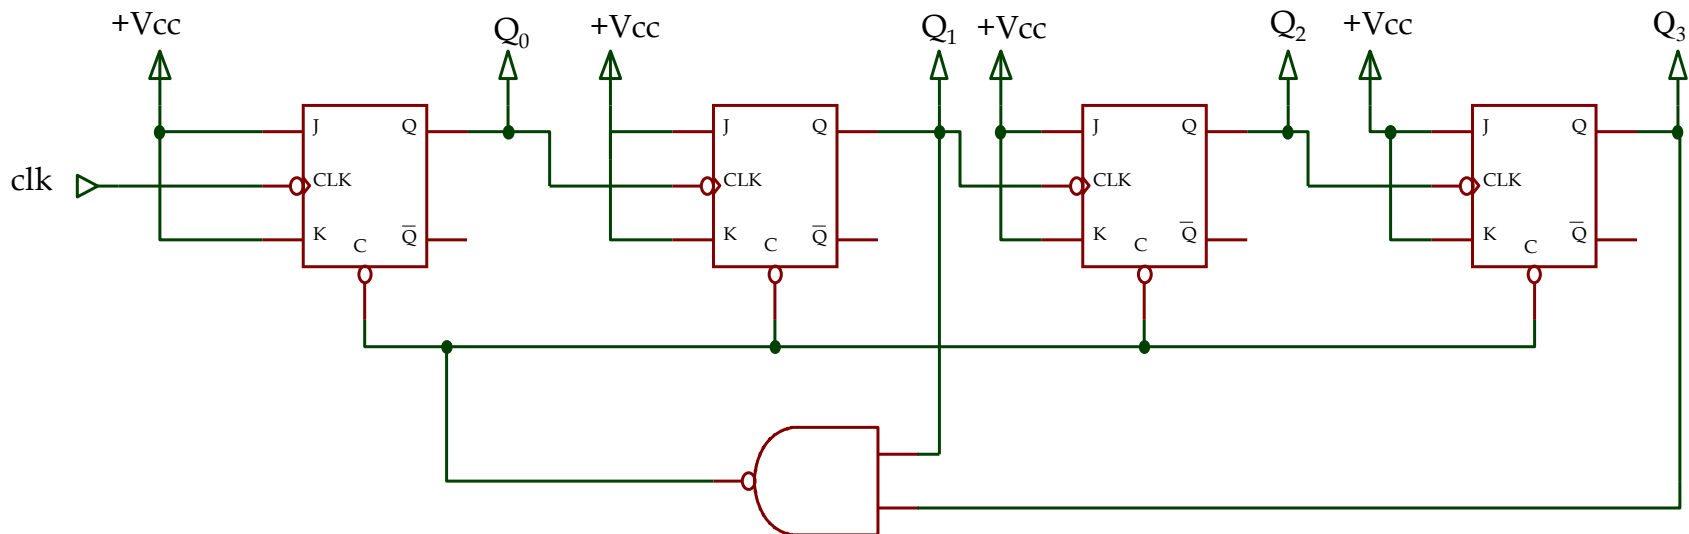 +Vcc Q₀ +Vcc Q₁ +Vcc Q₂ +Vcc Q₃
J Q J Q J Q J Q
clk CLK CLK CLK CLK
K C Q̅ K C Q̅ K C Q̅ K C Q̅